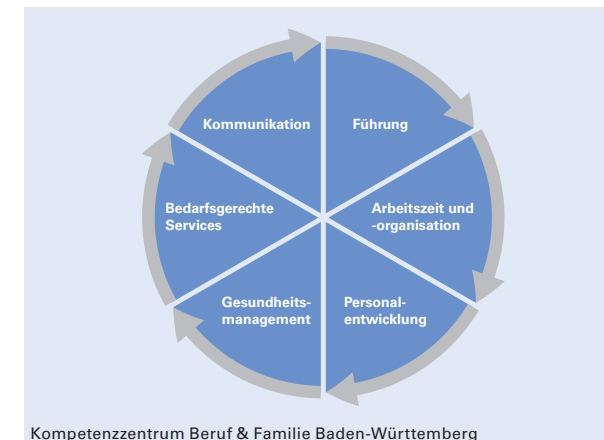 Kommunikation
Führung
Arbeitszeit und
-organisation
Personal-
entwicklung
Gesundheits-
management
Bedarfsgerechte
Services
Kompetenzzentrum Beruf & Familie Baden-Württemberg